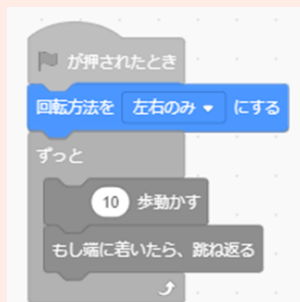 が押されたとき
回転方法を 左右のみ にする
ずっと
10 歩動かす
もし端に着いたら、跳ね返る